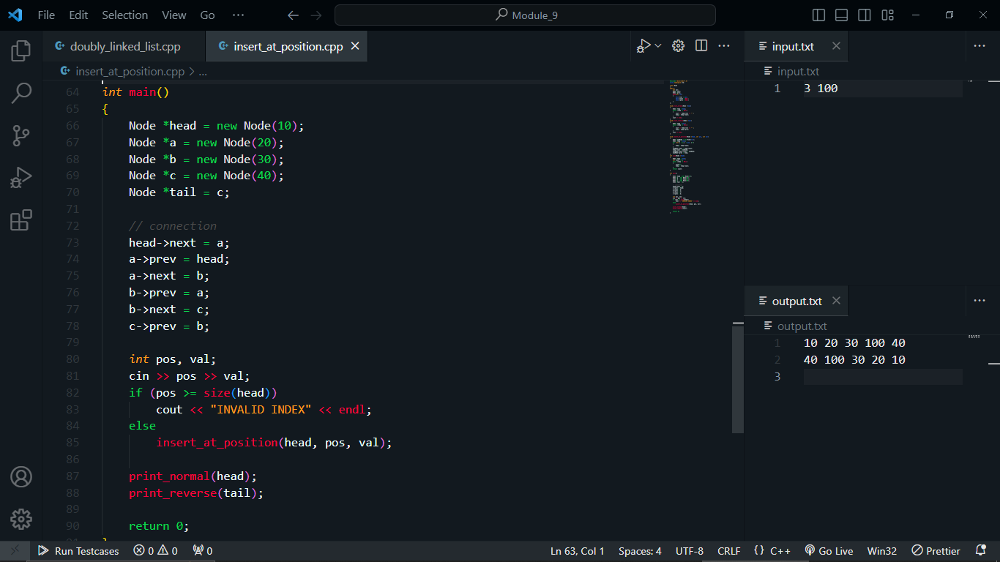 File Edit Selection View Go ··· Module_9
doubly_linked_list.cpp insert_at_position.cpp
insert_at_position.cpp > ...
64 int main()
65 {
66 Node *head = new Node(10);
67 Node *a = new Node(20);
68 Node *b = new Node(30);
69 Node *c = new Node(40);
70 Node *tail = c;
71
72 // connection
73 head->next = a;
74 a->prev = head;
75 a->next = b;
76 b->prev = a;
77 b->next = c;
78 c->prev = b;
79
80 int pos, val;
81 cin >> pos >> val;
82 if (pos >= size(head))
83 cout << "INVALID INDEX" << endl;
84 else
85 insert_at_position(head, pos, val);
86
87 print_normal(head);
88 print_reverse(tail);
89
90 return 0;
91 }
input.txt
input.txt
1 3 100
output.txt
output.txt
1 10 20 30 100 40
2 40 100 30 20 10
3
Run Testcases 0 0 0 Ln 63, Col 1 Spaces: 4 UTF-8 CRLF {} C++ Go Live Win32 Prettier